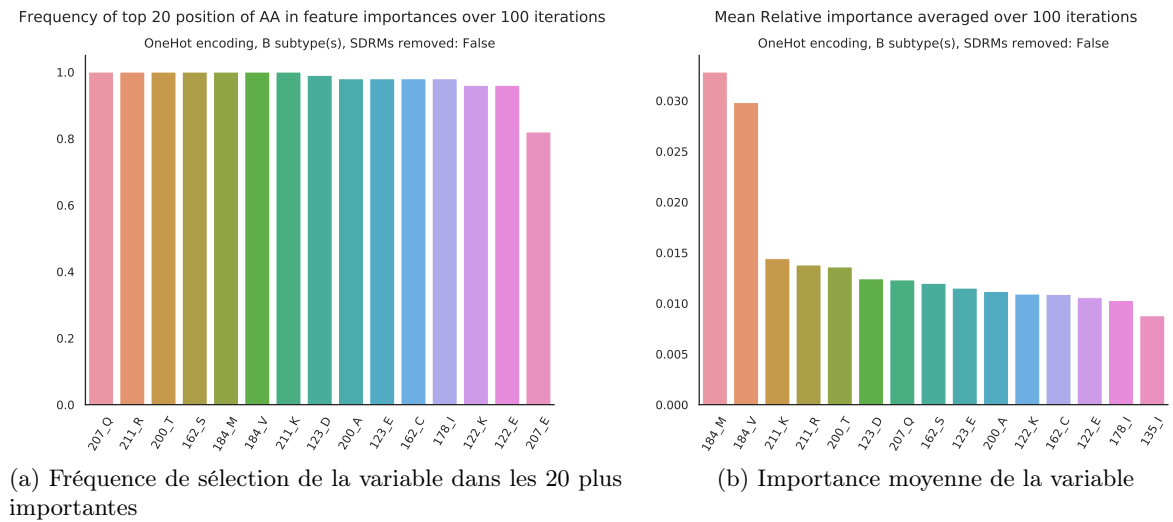 Frequency of top 20 position of AA in feature importances over 100 iterations
OneHot encoding, B subtype(s), SDRMs removed: False
1.0
0.8
0.6
0.4
0.2
0.0
207_Q
211_R
200_T
162_S
184_M
184_V
211_K
123_D
200_A
123_E
162_C
178_I
122_K
122_E
207_E
(a) Fréquence de sélection de la variable dans les 20 plus
importantes
Mean Relative importance averaged over 100 iterations
OneHot encoding, B subtype(s), SDRMs removed: False
0.030
0.025
0.020
0.015
0.010
0.005
0.000
184_M
184_V
211_K
211_R
200_T
123_D
207_Q
162_S
123_E
200_A
122_K
162_C
122_E
178_I
135_I
(b) Importance moyenne de la variable